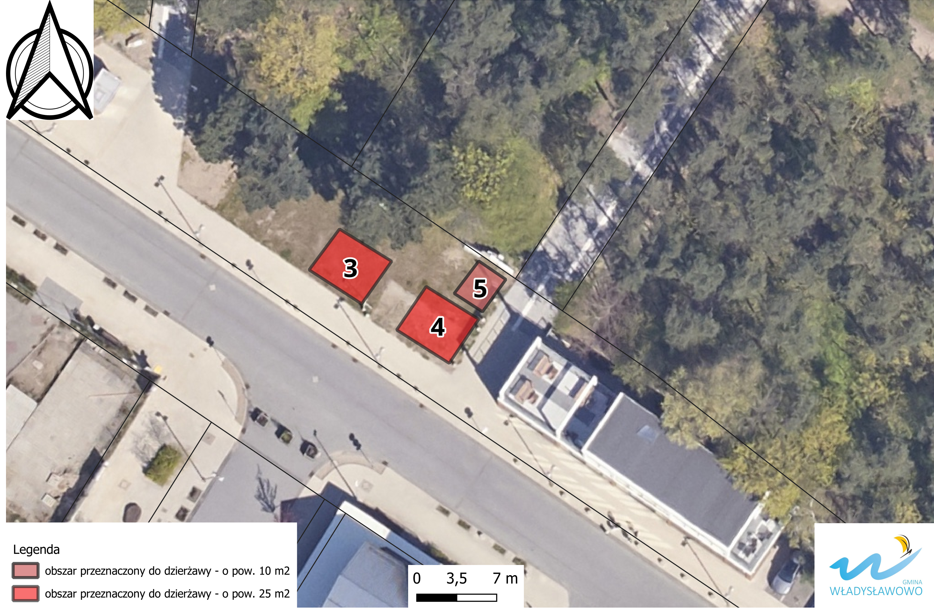 3
5
4
Legenda
obszar przeznaczony do dzierżawy - o pow. 10 m2
obszar przeznaczony do dzierżawy - o pow. 25 m2
0 3,5 7 m
GMINA
WŁADYSŁAWOWO